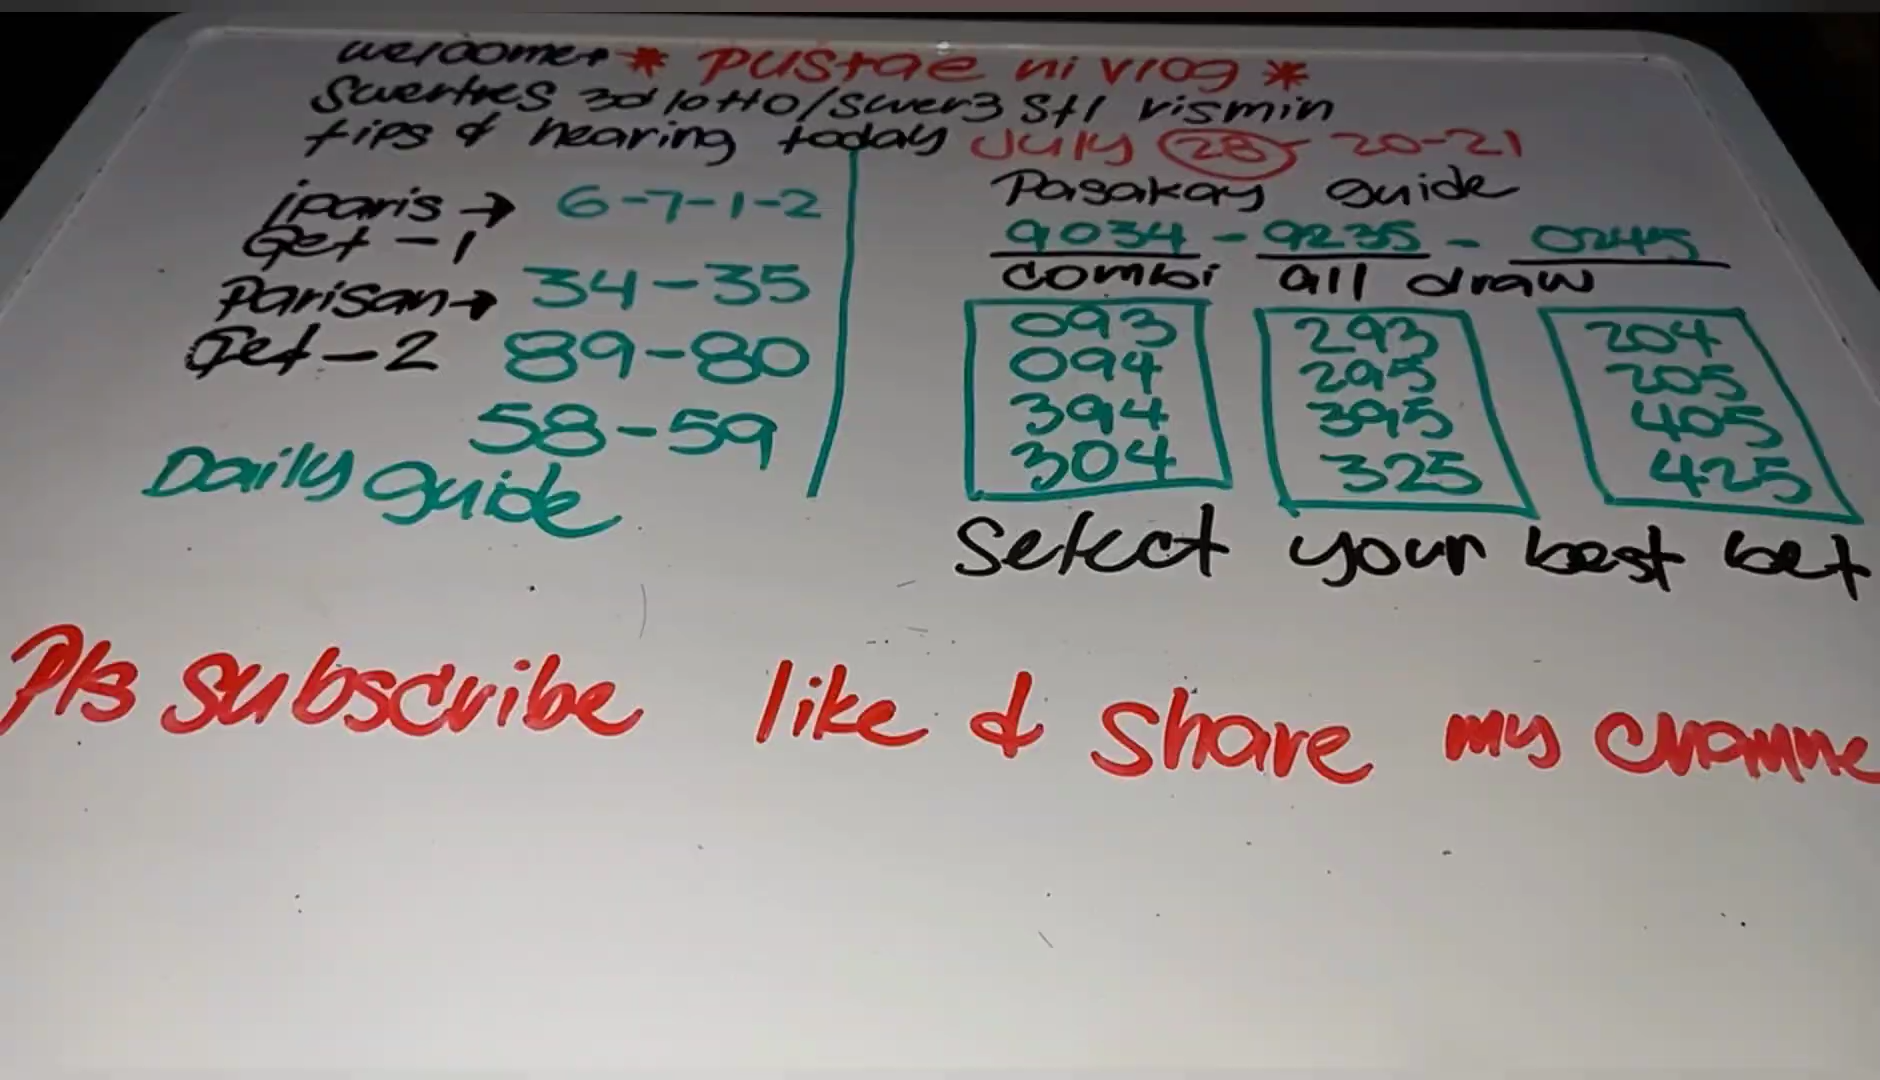 welcome+ * pustae ni vlog *
Swertres 3d lotto/swer3 Stl vismin
tips & hearing today July 28 - 20-21
iparis → 6-7-1-2
Get - 1
Parisan → 34-35
Get - 2 89-80
58-59
Daily guide
Pasakay guide
9034 - 9235 - 0245
combi all draw
093 293 204
094 295 205
394 395 405
304 325 425
Select your best bet
Pls subscribe like & share my channe